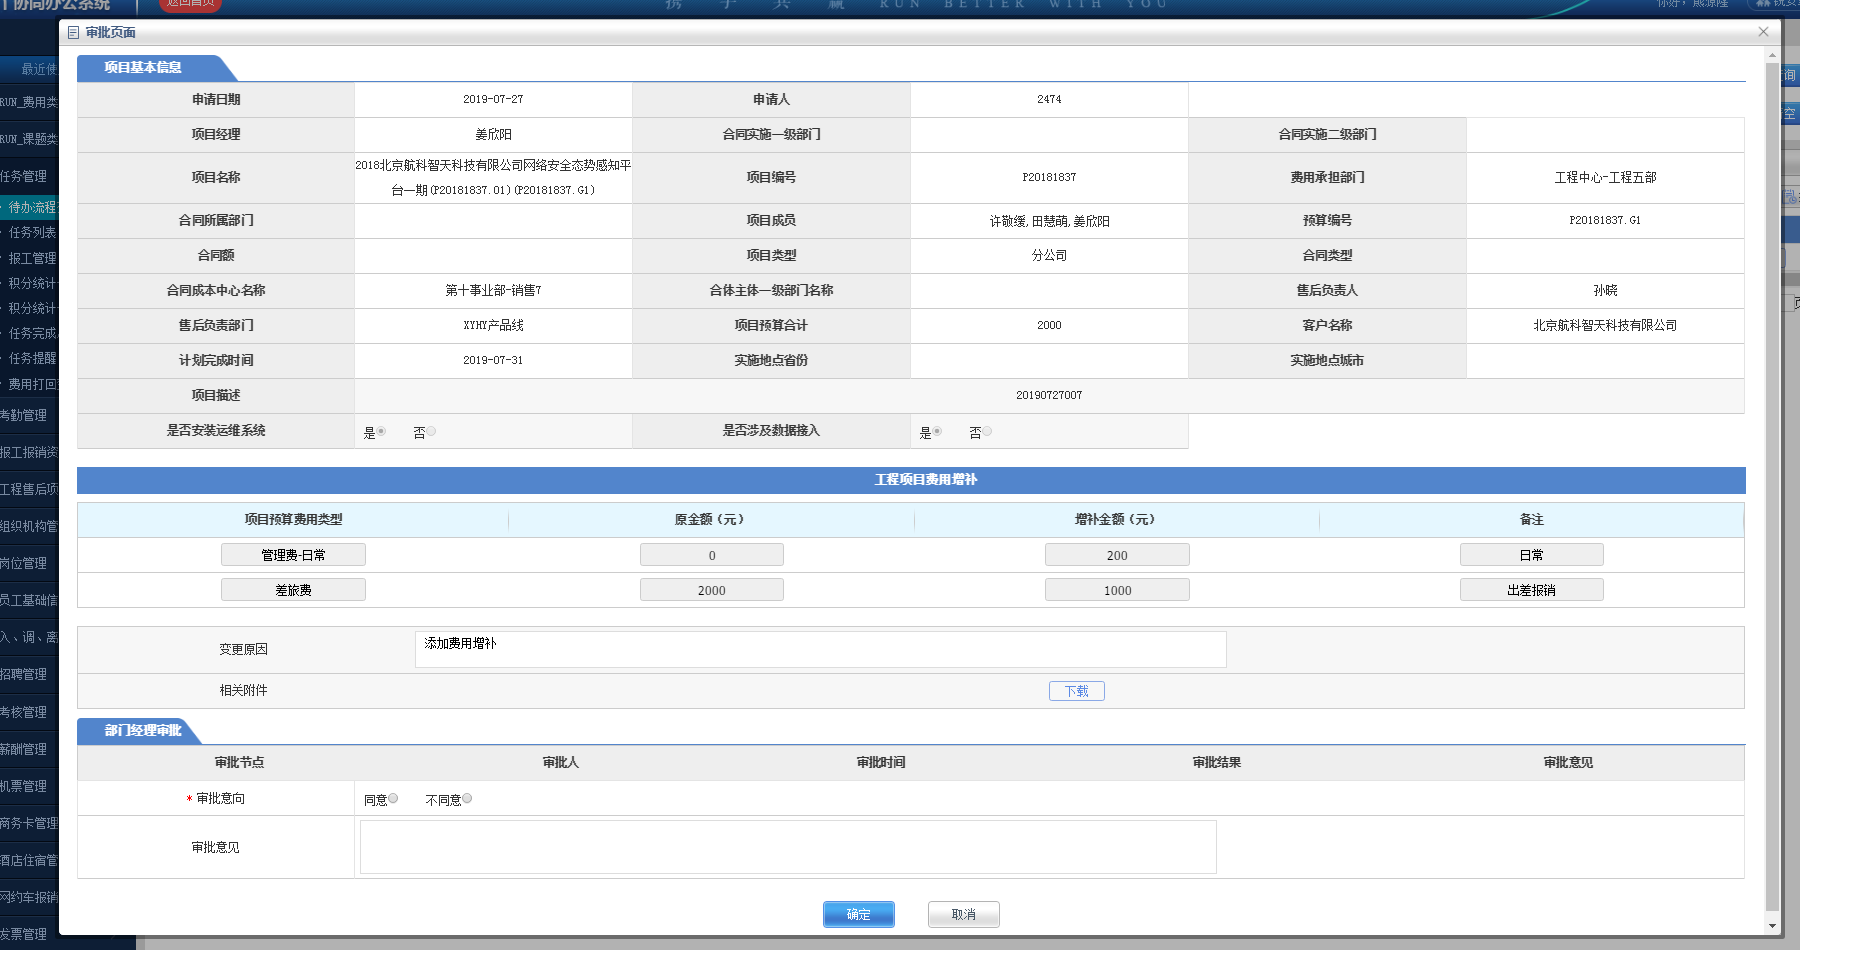 协同办公系统
返回首页
携 手 共 赢 RUN BETTER WITH YOU
审批页面
最近使
RUN_费用类
RUN_课题类
任务管理
待办流程
任务列表
报工管理
积分统计
积分统计
任务完成
任务提醒
费用打回
考勤管理
报工报销资
工程售后项
组织机构管
岗位管理
员工基础信
入、调、离
招聘管理
考核管理
薪酬管理
机票管理
商务卡管理
酒店住宿管
网约车报销
发票管理
项目基本信息
申请日期 2019-07-27 申请人 2474
项目经理 姜欣阳 合同实施一级部门 合同实施二级部门
项目名称 2018北京航科智天科技有限公司网络安全态势感知平
台一期(P20181837.01)(P20181837.G1) 项目编号 P20181837 费用承担部门 工程中心-工程五部
合同所属部门 项目成员 许敬缓,田慧萌,姜欣阳 预算编号 P20181837.G1
合同额 项目类型 分公司 合同类型
合同成本中心名称 第十事业部-销售7 合体主体一级部门名称 售后负责人 孙晓
售后负责部门 XYHY产品线 项目预算合计 2000 客户名称 北京航科智天科技有限公司
计划完成时间 2019-07-31 实施地点省份 实施地点城市
项目描述 20190727007
是否安装运维系统 是 否 是否涉及数据接入 是 否
工程项目费用增补
项目预算费用类型 原金额（元） 增补金额（元） 备注
管理费-日常 0 200 日常
差旅费 2000 1000 出差报销
变更原因 添加费用增补
相关附件 下载
部门经理审批
审批节点 审批人 审批时间 审批结果 审批意见
* 审批意向 同意 不同意
审批意见
确定 取消